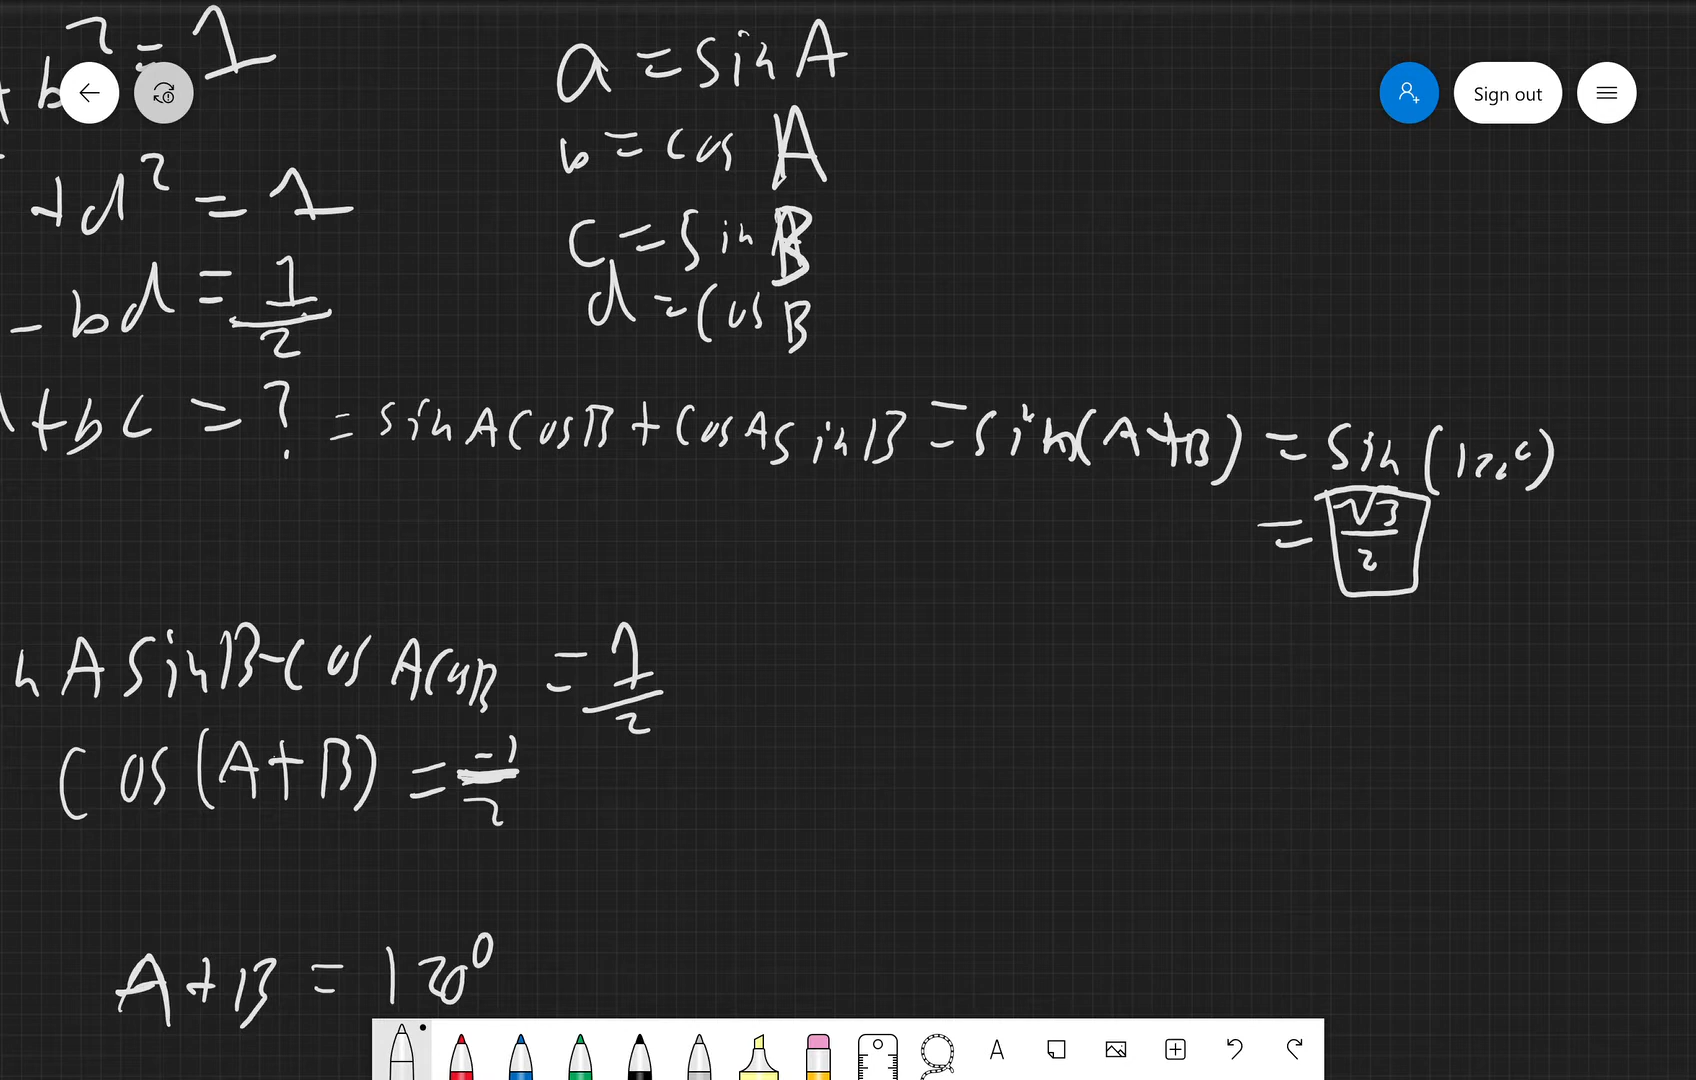 + b² = 1
+ d² = 1
- bd = 1/2
+ bc = ? = sin A cos B + cos A sin B = sin(A+B) = sin(120°)
= √3/2
a = sin A
b = cos A
c = sin B
d = cos B
n A sin B - cos A cos B = 1/2
cos(A+B) = -1/2
A+B = 120°
Sign out
A